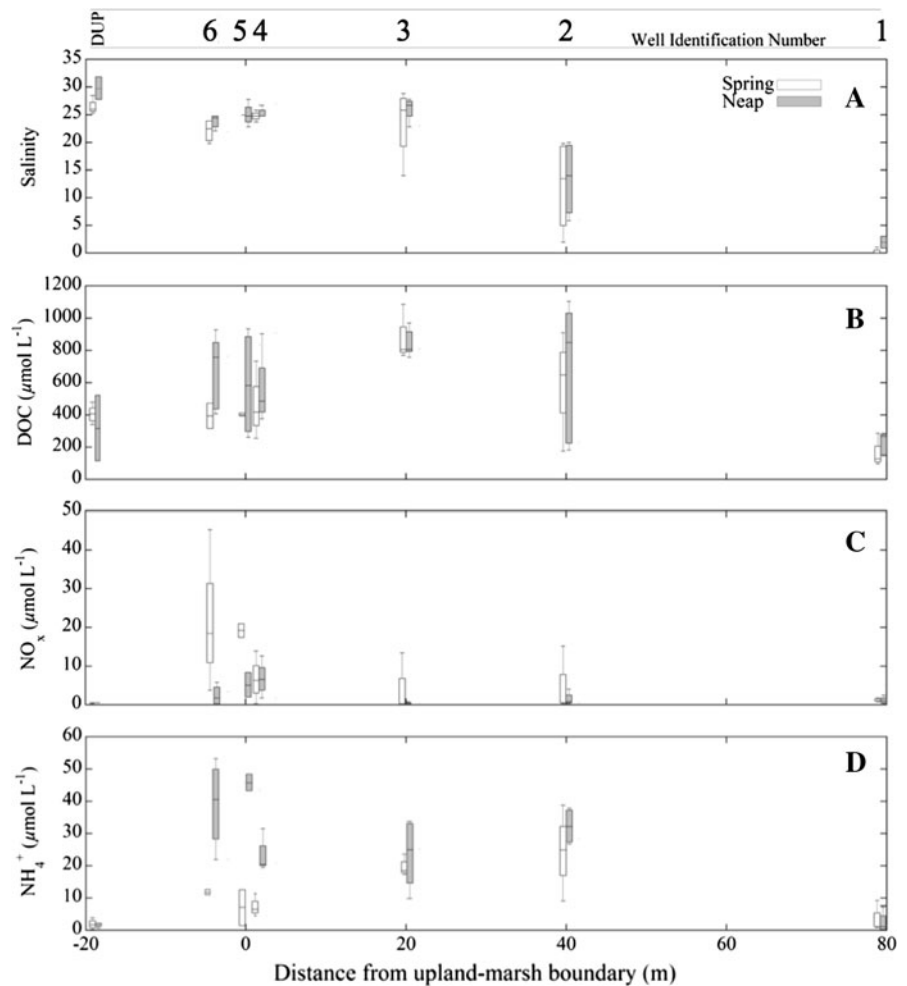 DUP 6 5 4 3 2 1
Well Identification Number
35
30
25
20
15
10
5
0
Salinity
Spring
Neap
A
1200
1000
800
600
400
200
0
DOC (µmol L⁻¹)
B
50
40
30
20
10
0
NOₓ (µmol L⁻¹)
C
60
50
40
30
20
10
0
NH₄⁺ (µmol L⁻¹)
D
-20 0 20 40 60 80
Distance from upland-marsh boundary (m)